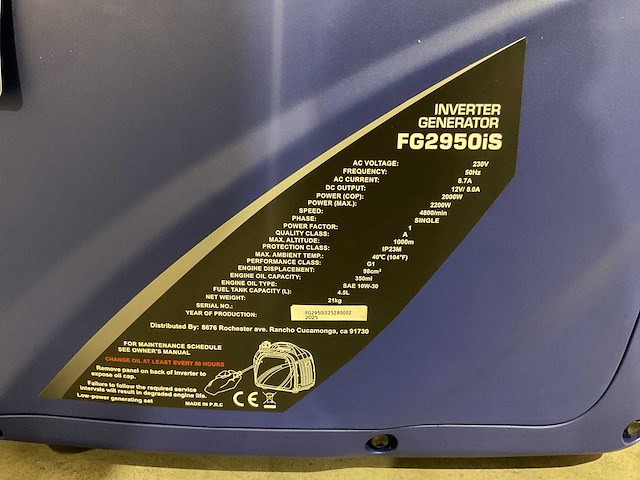 INVERTER
GENERATOR
FG2950iS
AC VOLTAGE: 230V
FREQUENCY: 50Hz
AC CURRENT: 8.7A
DC OUTPUT: 12V/ 8.0A
POWER (COP): 2000W
POWER (MAX.): 2200W
SPEED: 4800/min
PHASE: SINGLE
POWER FACTOR: 1
QUALITY CLASS: A
MAX. ALTITUDE: 1000m
PROTECTION CLASS: IP23M
MAX. AMBIENT TEMP.: 40°C (104°F)
PERFORMANCE CLASS: G1
ENGINE DISPLACEMENT: 98cm³
ENGINE OIL CAPACITY: 350ml
ENGINE OIL TYPE: SAE 10W-30
FUEL TANK CAPACITY (L): 4.5L
NET WEIGHT: 21kg
SERIAL NO.: FG2950iS25280002
YEAR OF PRODUCTION: 2025
Distributed By: 8676 Rochester ave. Rancho Cucamonga, ca 91730
FOR MAINTENANCE SCHEDULE
SEE OWNER'S MANUAL
CHANGE OIL AT LEAST EVERY 50 HOURS
Remove panel on back of inverter to
expose oil cap.
Failure to follow the required service
intervals will result in degraded engine life.
Low-power generating set
MADE IN P.R.C
CE